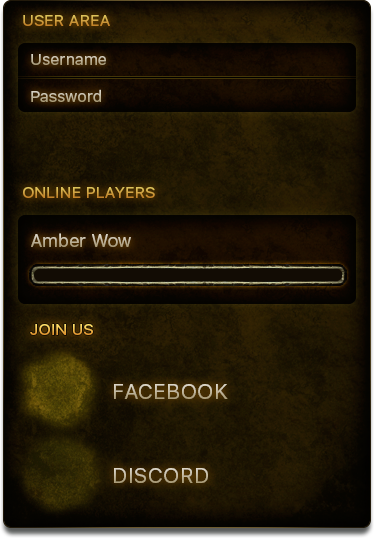 USER AREA
Username
Password
ONLINE PLAYERS
Amber Wow
JOIN US
FACEBOOK
DISCORD